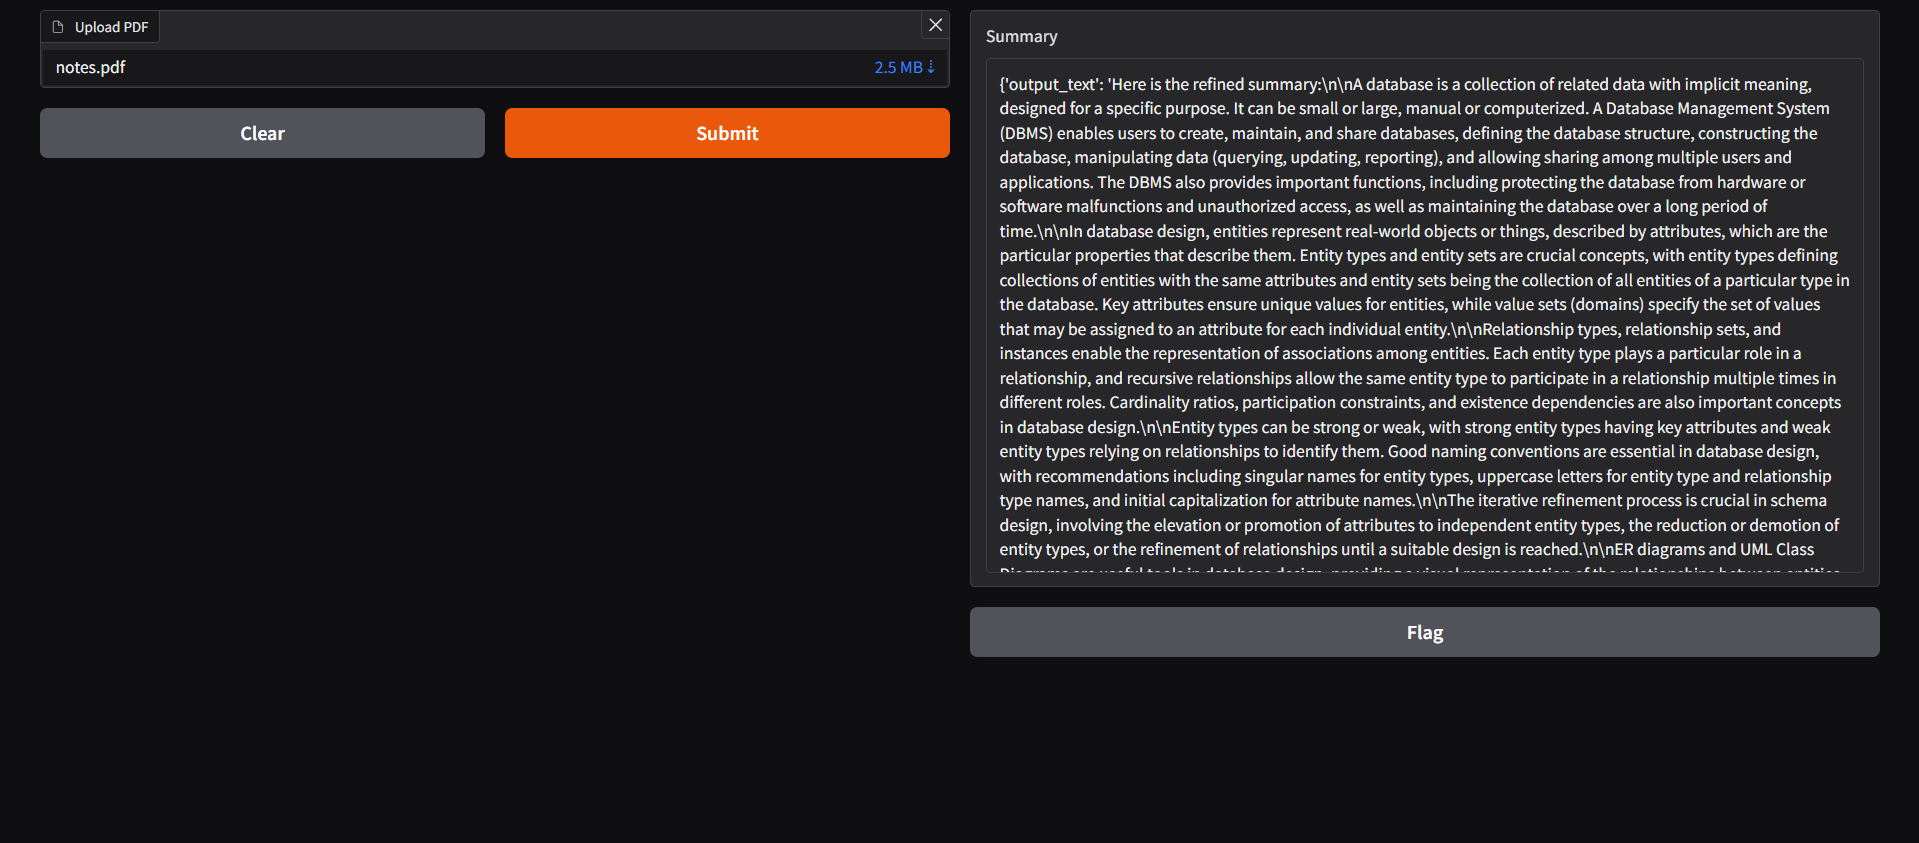 Upload PDF
notes.pdf
2.5 MB ⇣
Clear
Submit
Summary
{'output_text': 'Here is the refined summary:\n\nA database is a collection of related data with implicit meaning,
designed for a specific purpose. It can be small or large, manual or computerized. A Database Management System
(DBMS) enables users to create, maintain, and share databases, defining the database structure, constructing the
database, manipulating data (querying, updating, reporting), and allowing sharing among multiple users and
applications. The DBMS also provides important functions, including protecting the database from hardware or
software malfunctions and unauthorized access, as well as maintaining the database over a long period of
time.\n\nIn database design, entities represent real-world objects or things, described by attributes, which are the
particular properties that describe them. Entity types and entity sets are crucial concepts, with entity types defining
collections of entities with the same attributes and entity sets being the collection of all entities of a particular type in
the database. Key attributes ensure unique values for entities, while value sets (domains) specify the set of values
that may be assigned to an attribute for each individual entity.\n\nRelationship types, relationship sets, and
instances enable the representation of associations among entities. Each entity type plays a particular role in a
relationship, and recursive relationships allow the same entity type to participate in a relationship multiple times in
different roles. Cardinality ratios, participation constraints, and existence dependencies are also important concepts
in database design.\n\nEntity types can be strong or weak, with strong entity types having key attributes and weak
entity types relying on relationships to identify them. Good naming conventions are essential in database design,
with recommendations including singular names for entity types, uppercase letters for entity type and relationship
type names, and initial capitalization for attribute names.\n\nThe iterative refinement process is crucial in schema
design, involving the elevation or promotion of attributes to independent entity types, the reduction or demotion of
entity types, or the refinement of relationships until a suitable design is reached.\n\nER diagrams and UML Class
Diagrams are useful tools in database design, providing a visual representation of the relationships between entities
Flag